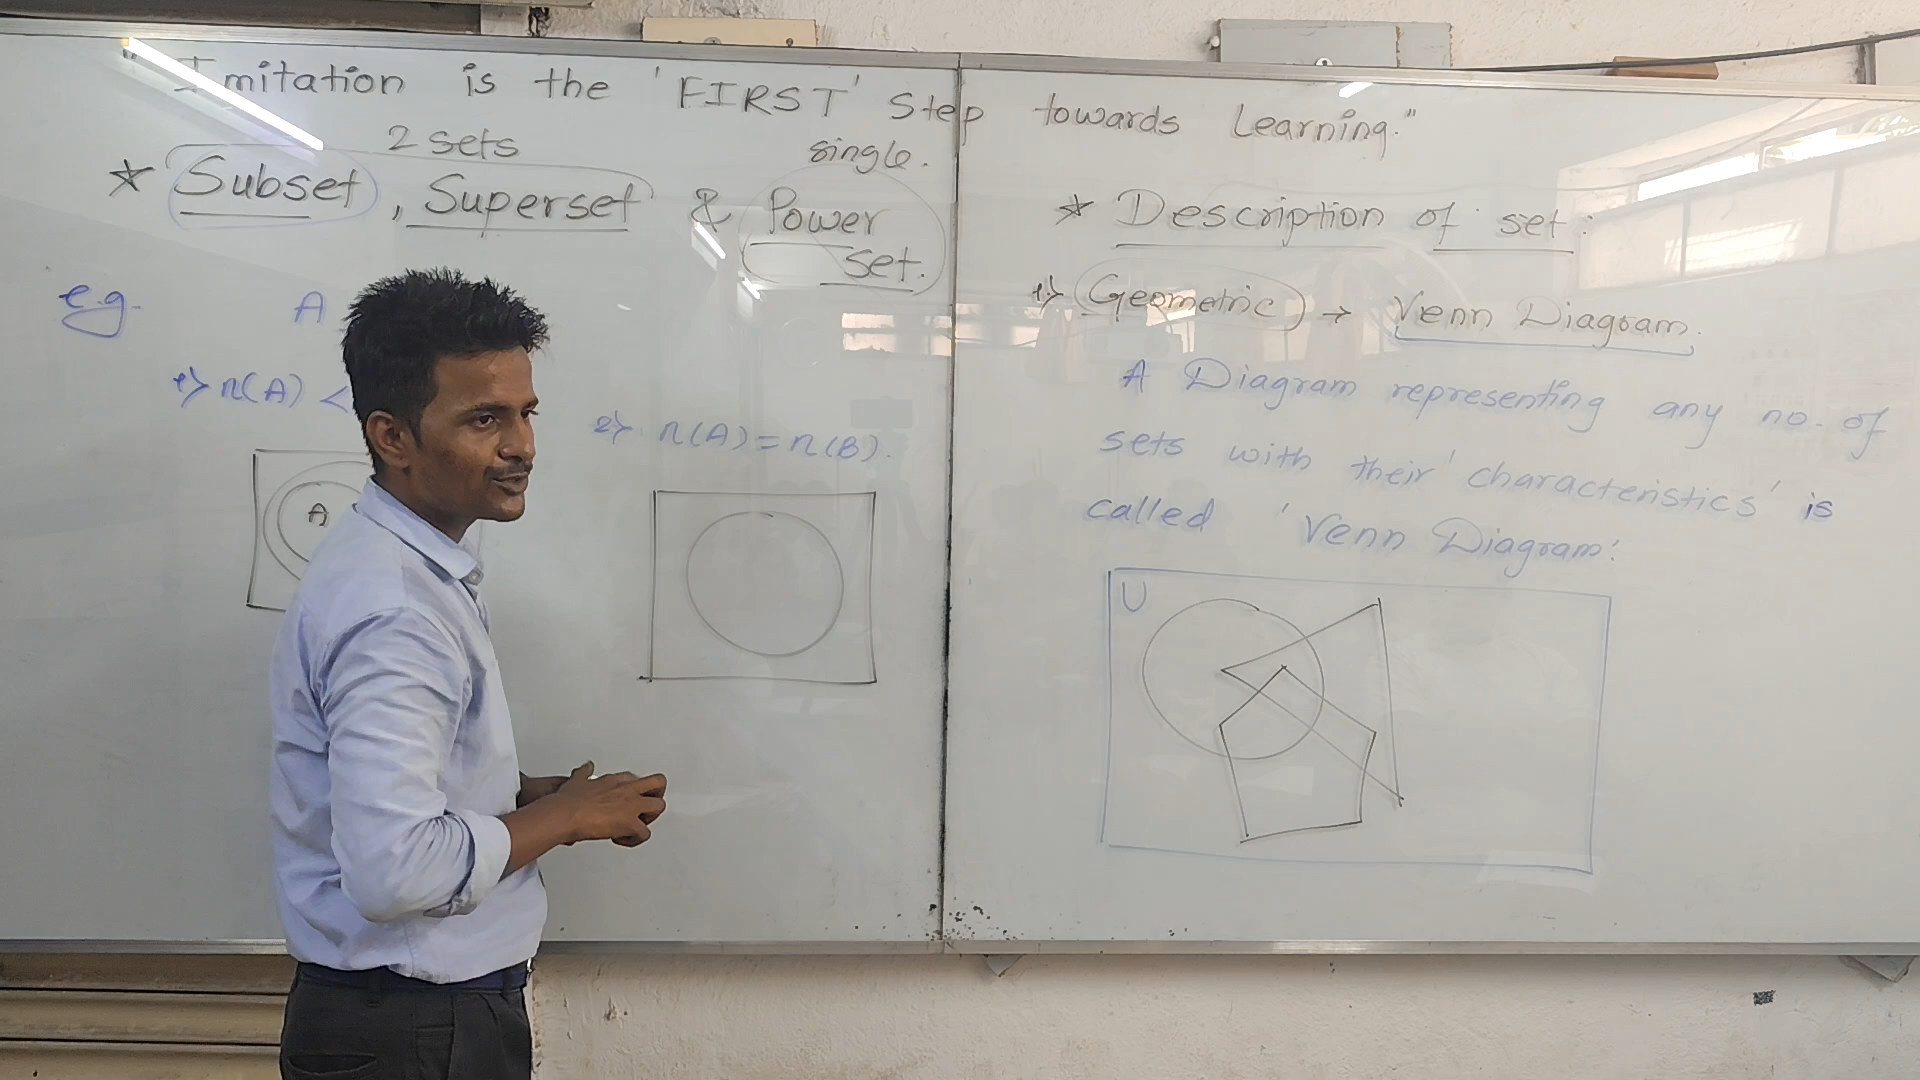 "Imitation is the 'FIRST' Step towards Learning."
2 sets single.
* Subset, Superset & Power set.
e.g. A
1> n(A) <
2> n(A) = n(B).
A
* Description of set:
1> Geometric → Venn Diagram.
A Diagram representing any no. of
sets with their 'characteristics' is
called 'Venn Diagram'.
U